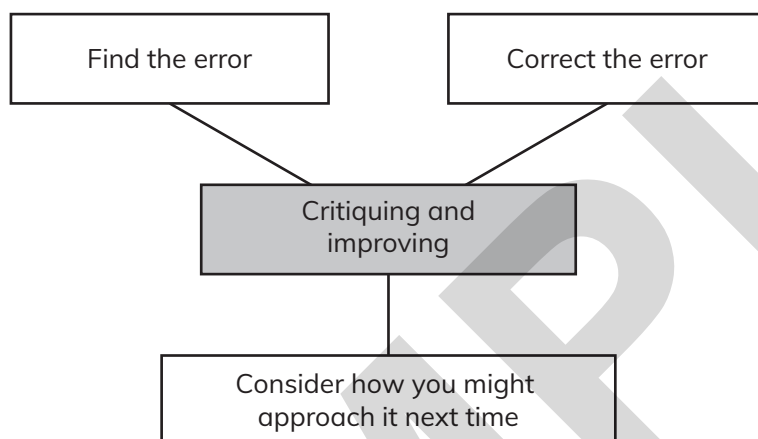 Find the error
Correct the error
Critiquing and
improving
Consider how you might
approach it next time